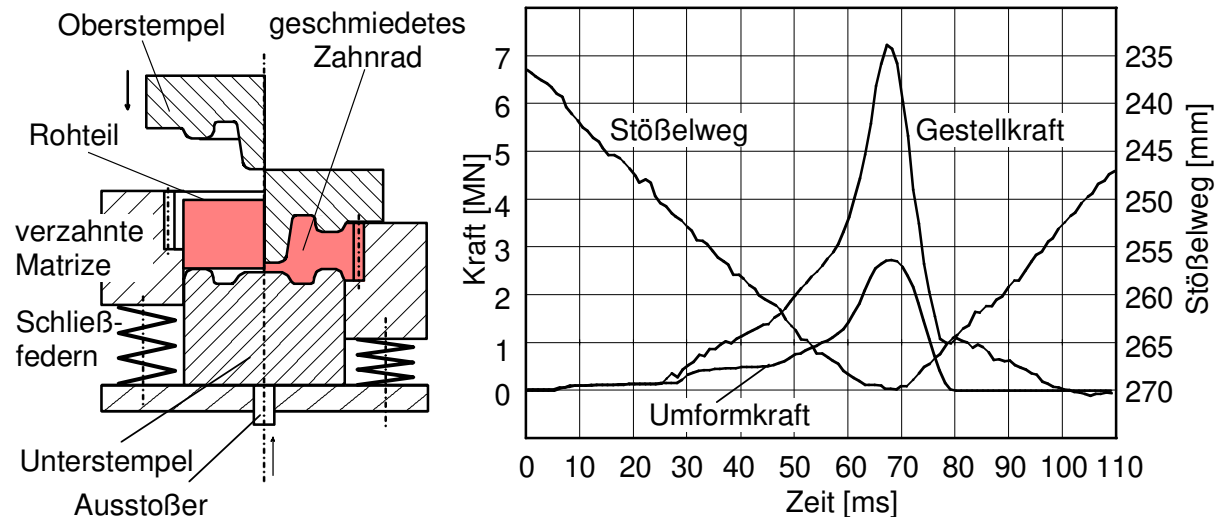 Oberstempel
geschmiedetes
Zahnrad
Rohteil
verzahnte
Matrize
Schließ-
federn
Unterstempel
Ausstoßer
Kraft [MN]
7
6
5
4
3
2
1
0
Stößelweg
Gestellkraft
Umformkraft
235
240
245
250
255
260
265
270
Stößelweg [mm]
0 10 20 30 40 50 60 70 80 90 100 110
Zeit [ms]